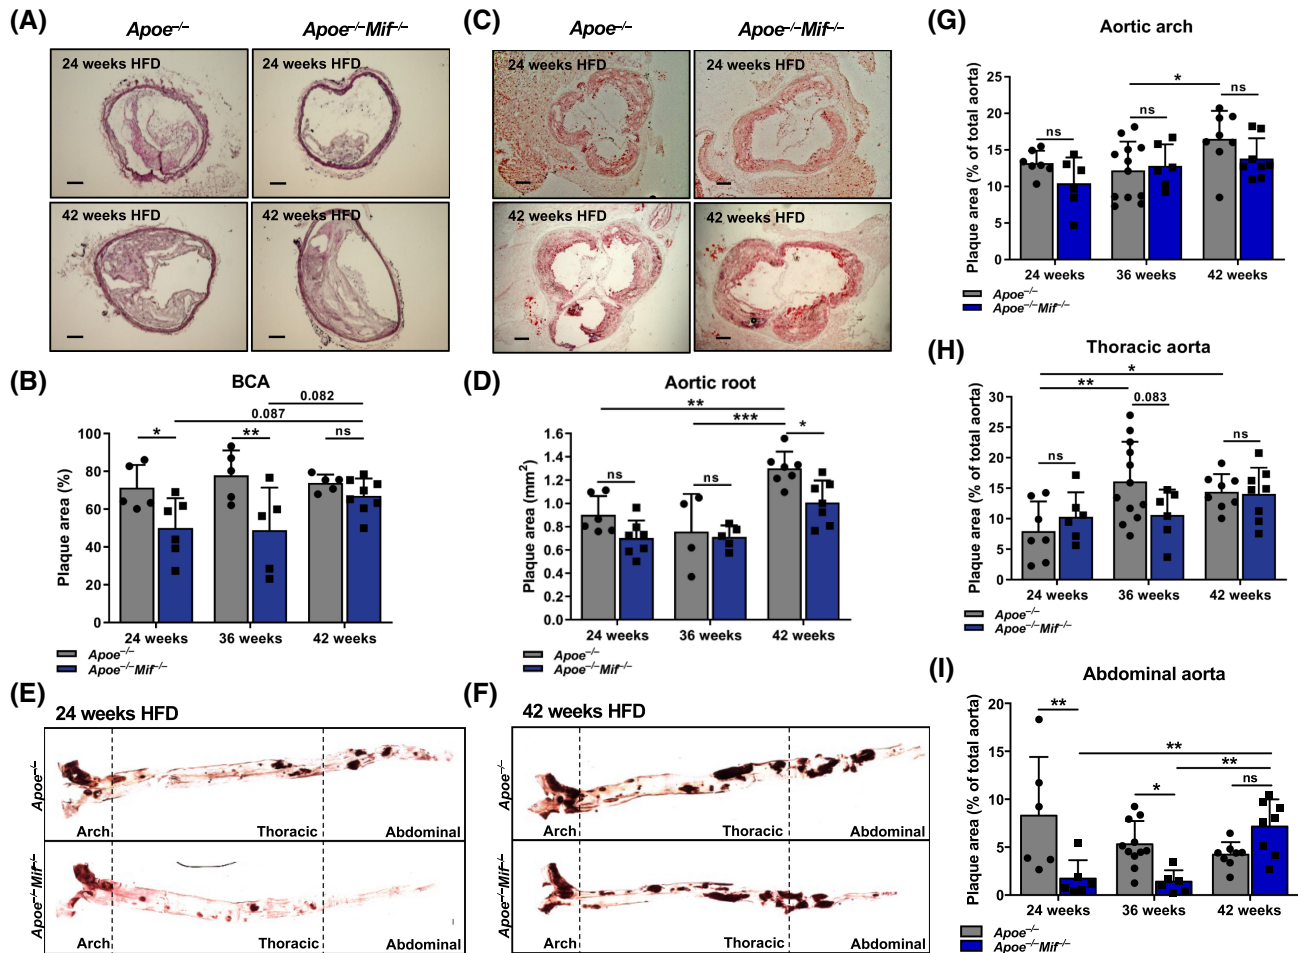 (A)
Apoe–/–
Apoe–/–Mif–/–
24 weeks HFD
24 weeks HFD
42 weeks HFD
42 weeks HFD
(B)
BCA
0.082
0.087
*
**
ns
Plaque area (%)
100
80
60
40
20
0
24 weeks
36 weeks
42 weeks
Apoe–/–
Apoe–/–Mif–/–
(C)
Apoe–/–
Apoe–/–Mif–/–
24 weeks HFD
24 weeks HFD
42 weeks HFD
42 weeks HFD
(D)
Aortic root
**
***
*
ns
ns
Plaque area (mm²)
1.6
1.4
1.2
1.0
0.8
0.6
0.4
0.2
0.0
24 weeks
36 weeks
42 weeks
Apoe–/–
Apoe–/–Mif–/–
(E)
24 weeks HFD
Apoe–/–
Arch
Thoracic
Abdominal
Apoe–/–Mif–/–
Arch
Thoracic
Abdominal
(F)
42 weeks HFD
Apoe–/–
Arch
Thoracic
Abdominal
Apoe–/–Mif–/–
Arch
Thoracic
Abdominal
(G)
Aortic arch
*
ns
ns
ns
Plaque area (% of total aorta)
25
20
15
10
5
0
24 weeks
36 weeks
42 weeks
Apoe–/–
Apoe–/–Mif–/–
(H)
Thoracic aorta
*
**
0.083
ns
ns
Plaque area (% of total aorta)
30
25
20
15
10
5
0
24 weeks
36 weeks
42 weeks
Apoe–/–
Apoe–/–Mif–/–
(I)
Abdominal aorta
**
**
**
*
ns
Plaque area (% of total aorta)
20
15
10
5
0
24 weeks
36 weeks
42 weeks
Apoe–/–
Apoe–/–Mif–/–